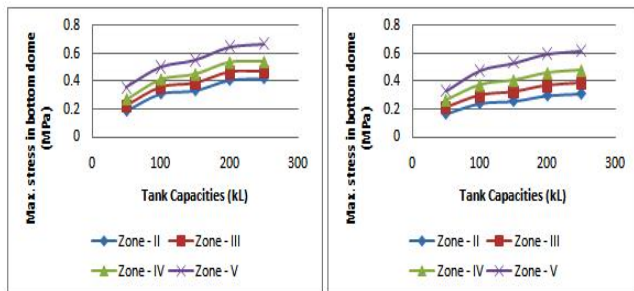 Max. stress in bottom dome
(MPa)
0.8
0.6
0.4
0.2
0
0
100
200
300
Tank Capacities (kL)
Zone - II
Zone - III
Zone - IV
Zone - V
Max. stress in bottom dome
(MPa)
0.8
0.6
0.4
0.2
0
0
100
200
300
Tank Capacities (kL)
Zone - II
Zone - III
Zone - IV
Zone - V